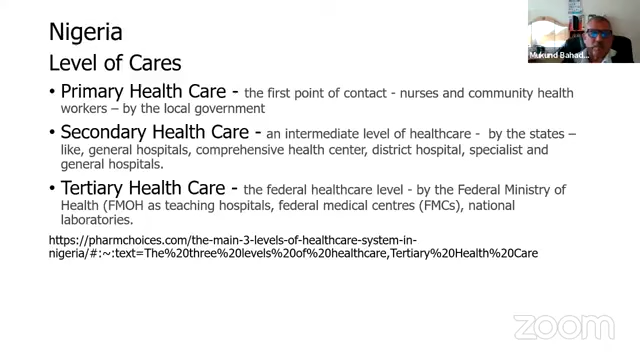 Nigeria
Level of Cares
• Primary Health Care - the first point of contact - nurses and community health
workers – by the local government
• Secondary Health Care - an intermediate level of healthcare - by the states –
like, general hospitals, comprehensive health center, district hospital, specialist and
general hospitals.
• Tertiary Health Care - the federal healthcare level - by the Federal Ministry of
Health (FMOH as teaching hospitals, federal medical centres (FMCs), national
laboratories.
https://pharmchoices.com/the-main-3-levels-of-healthcare-system-in-
nigeria/#:~:text=The%20three%20levels%20of%20healthcare,Tertiary%20Health%20Care
Mukund Bahad...
zoom